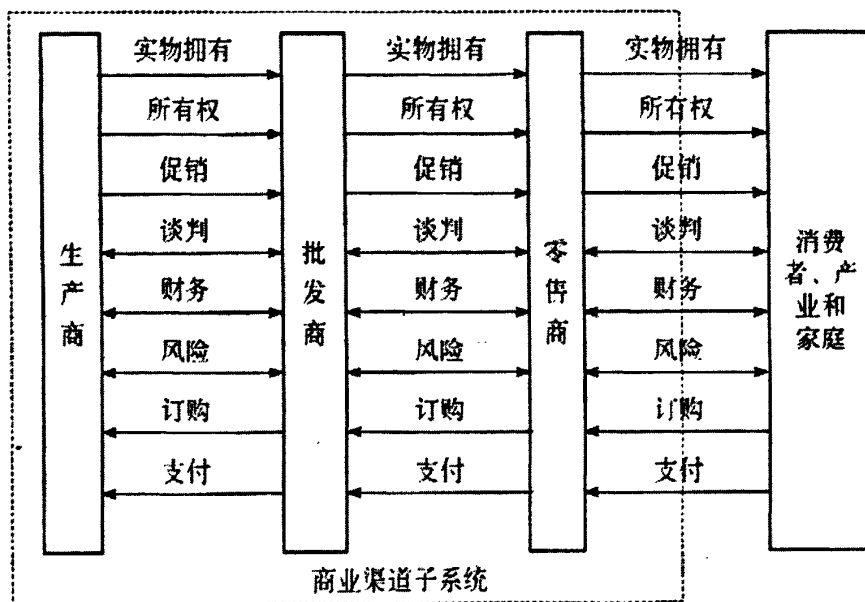 实物拥有 实物拥有 实物拥有
所有权 所有权 所有权
促销 促销 促销
谈判 谈判 谈判
财务 财务 财务
风险 风险 风险
订购 订购 订购
支付 支付 支付
生产商
批发商
零售商
消费
者、产
业和
家庭
商业渠道子系统